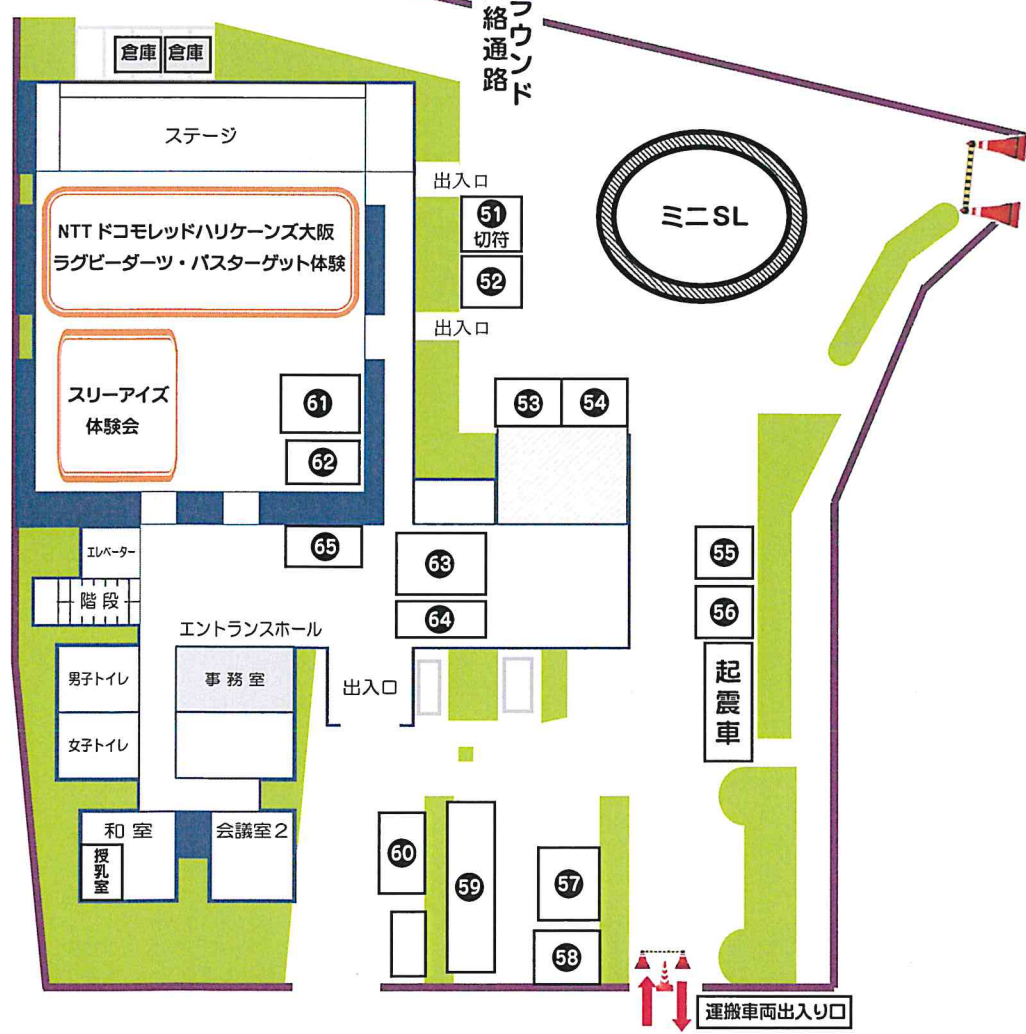 ラウンド
絡通路
倉庫 倉庫
ステージ
出入口
51
切符
ミニSL
NTTドコモレッドハリケーンズ大阪
ラグビーダーツ・パスターゲット体験
52
出入口
スリーアイズ
体験会
61
53
54
62
65
63
55
エレベーター
階段
64
56
エントランスホール
男子トイレ
事務室
出入口
起震車
女子トイレ
和室
会議室2
授乳室
60
59
57
58
運搬車両出入り口